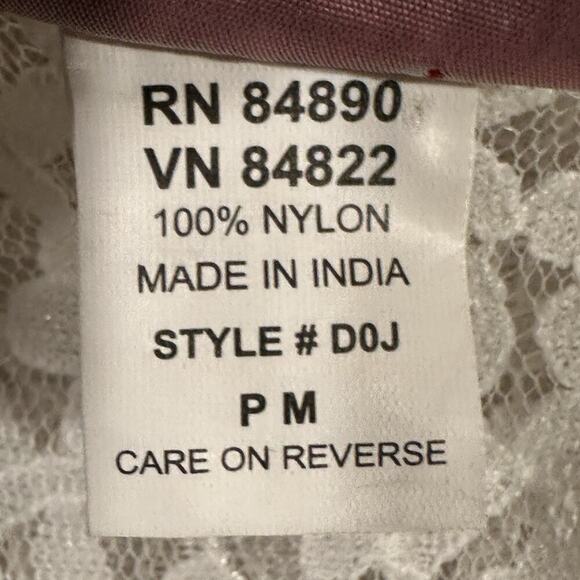 RN 84890
VN 84822
100% NYLON
MADE IN INDIA
STYLE # D0J
P M
CARE ON REVERSE